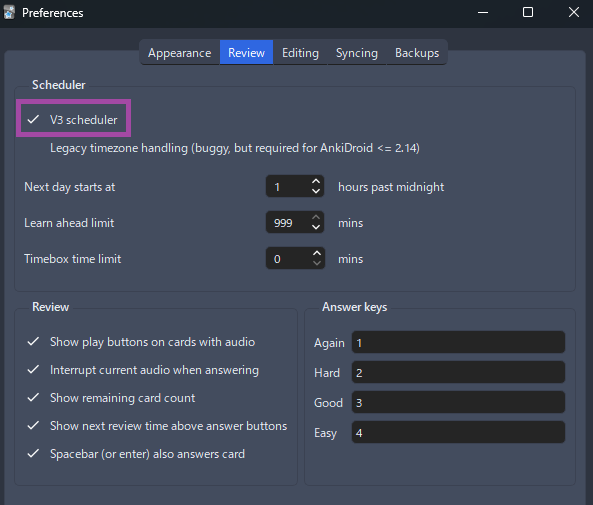 Preferences
Appearance Review Editing Syncing Backups
Scheduler
V3 scheduler
Legacy timezone handling (buggy, but required for AnkiDroid <= 2.14)
Next day starts at 1 hours past midnight
Learn ahead limit 999 mins
Timebox time limit 0 mins
Review
Show play buttons on cards with audio
Interrupt current audio when answering
Show remaining card count
Show next review time above answer buttons
Spacebar (or enter) also answers card
Answer keys
Again 1
Hard 2
Good 3
Easy 4